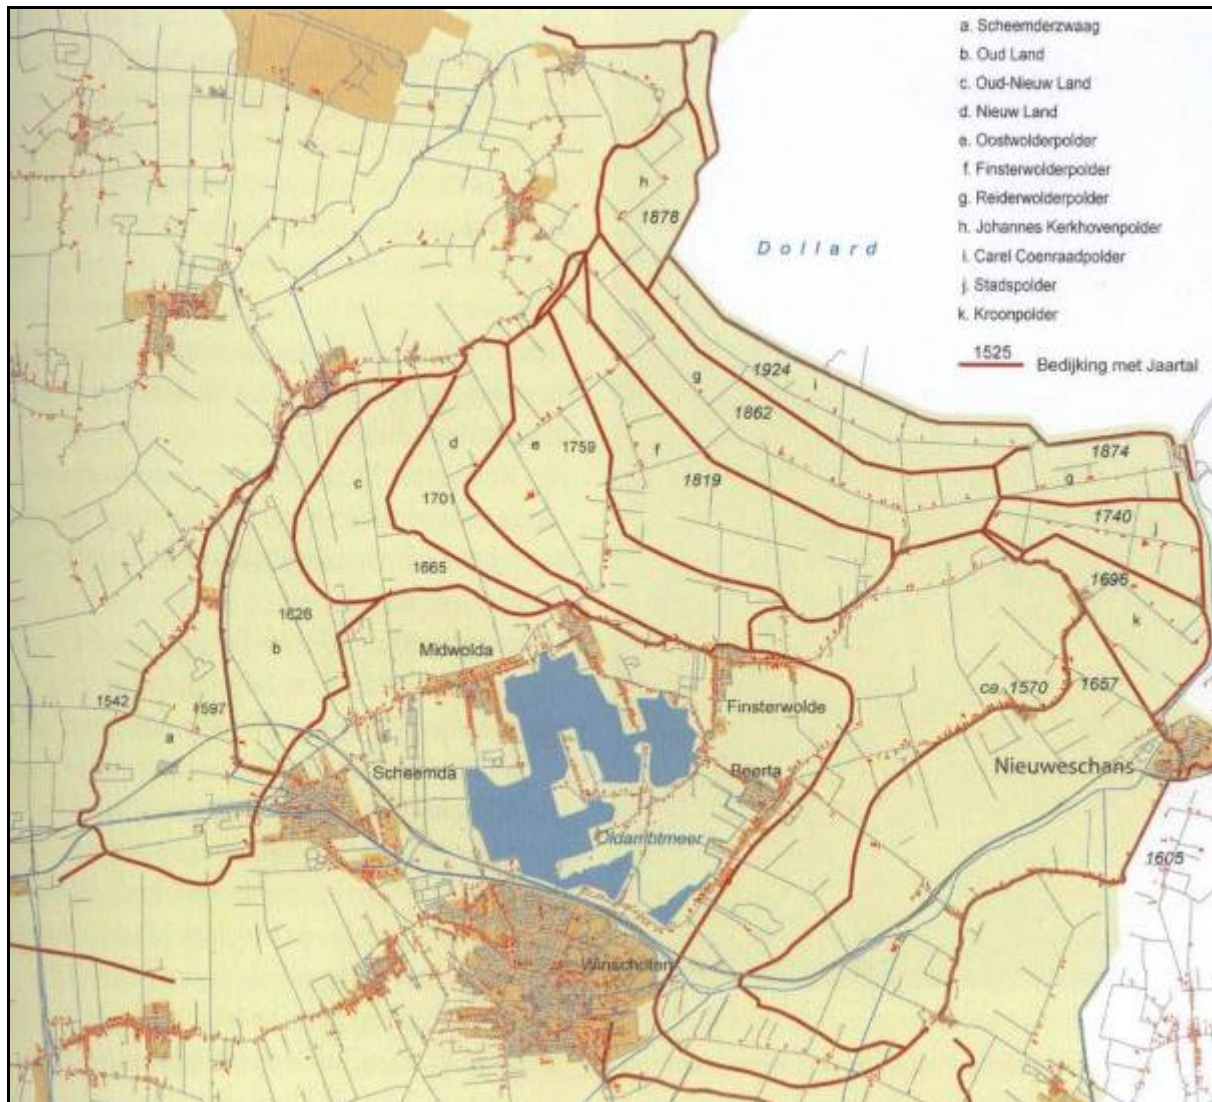 a. Scheemderzwaag
b. Oud Land
c. Oud-Nieuw Land
d. Nieuw Land
e. Oostwolderpolder
f. Finsterwolderpolder
g. Reiderwolderpolder
h. Johannes Kerkhovenpolder
i. Carel Coenraadpolder
j. Stadspolder
k. Kroonpolder
1525
Bedijking met Jaartal
Dollard
h
1878
1924
i
g
1862
d
e
1759
f
1874
g
c
1819
1701
1740
j
1665
1696
1626
k
b
Midwolda
ca. 1570
1657
1542
1597
Finsterwolde
a
Scheemda
Beerta
Nieuweschans
Oldambtmeer
1605
Winschoten